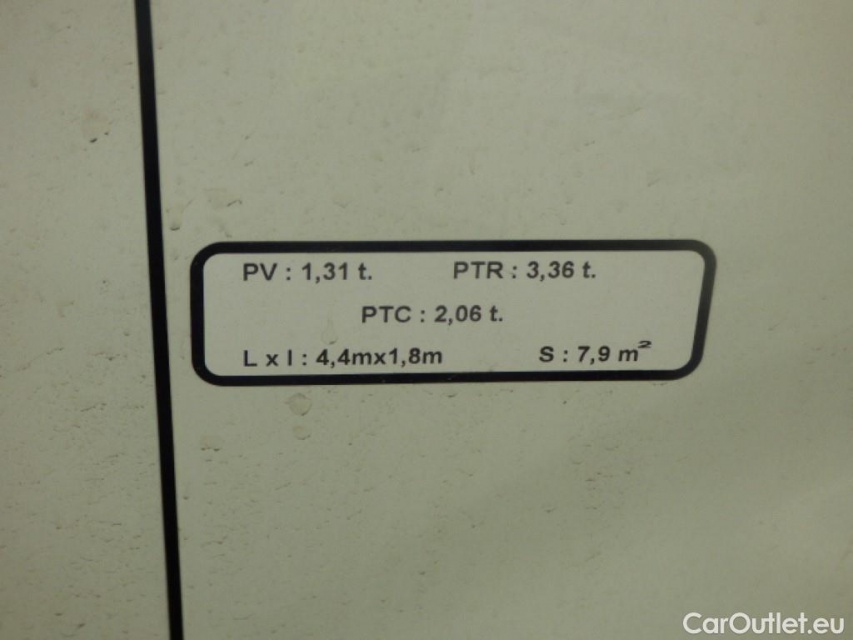 PV : 1,31 t. PTR : 3,36 t.
PTC : 2,06 t.
L x l : 4,4mx1,8m S : 7,9 m²
CarOutlet.eu